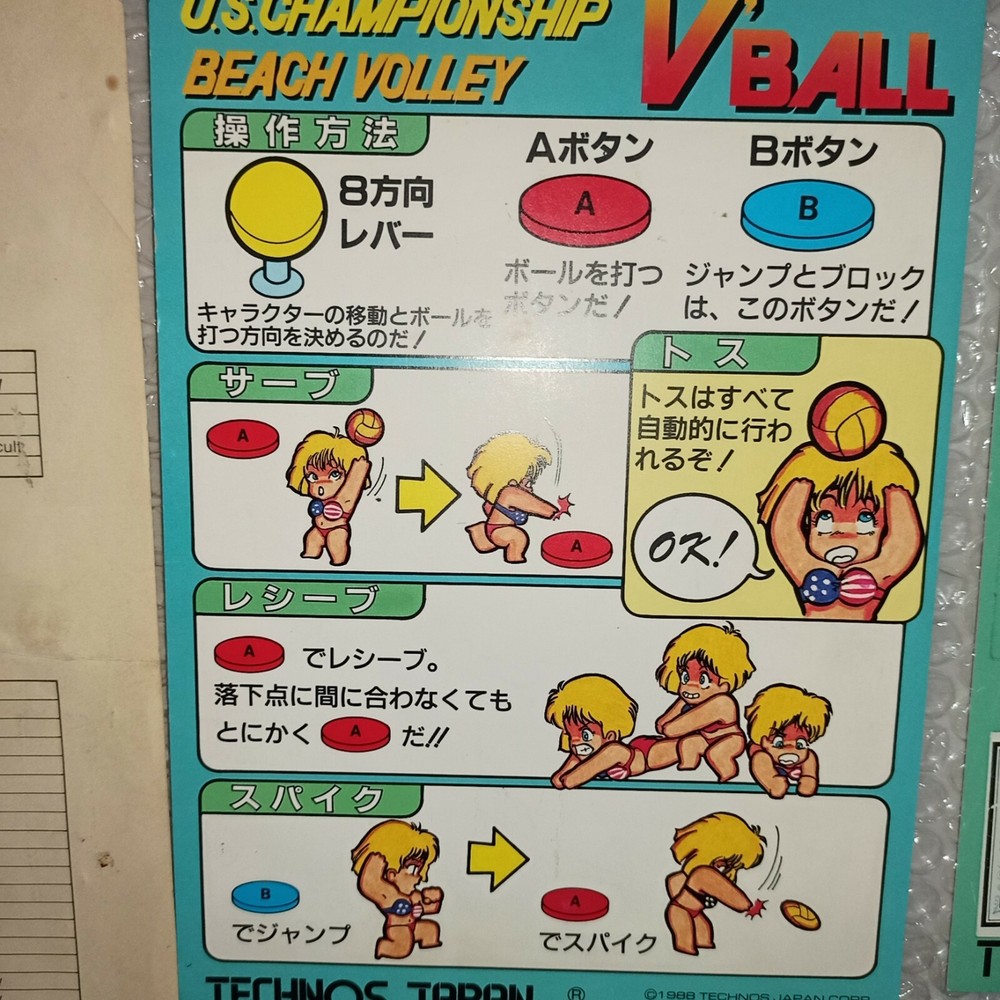 U.S. CHAMPIONSHIP
V'BALL
BEACH VOLLEY
操作方法
8方向
レバー
キャラクターの移動とボールを
打つ方向を決めるのだ!
Aボタン
A
ボールを打つ
ボタンだ!
Bボタン
B
ジャンプとブロック
は、このボタンだ!
サーブ
A
A
トス
トスはすべて
自動的に行わ
れるぞ!
OK!
レシーブ
A でレシーブ。
落下点に間に合わなくても
とにかく A だ!!
スパイク
B
でジャンプ
A
でスパイク
TECHNOS JAPAN ®
©1988 TECHNOS JAPAN CORP.